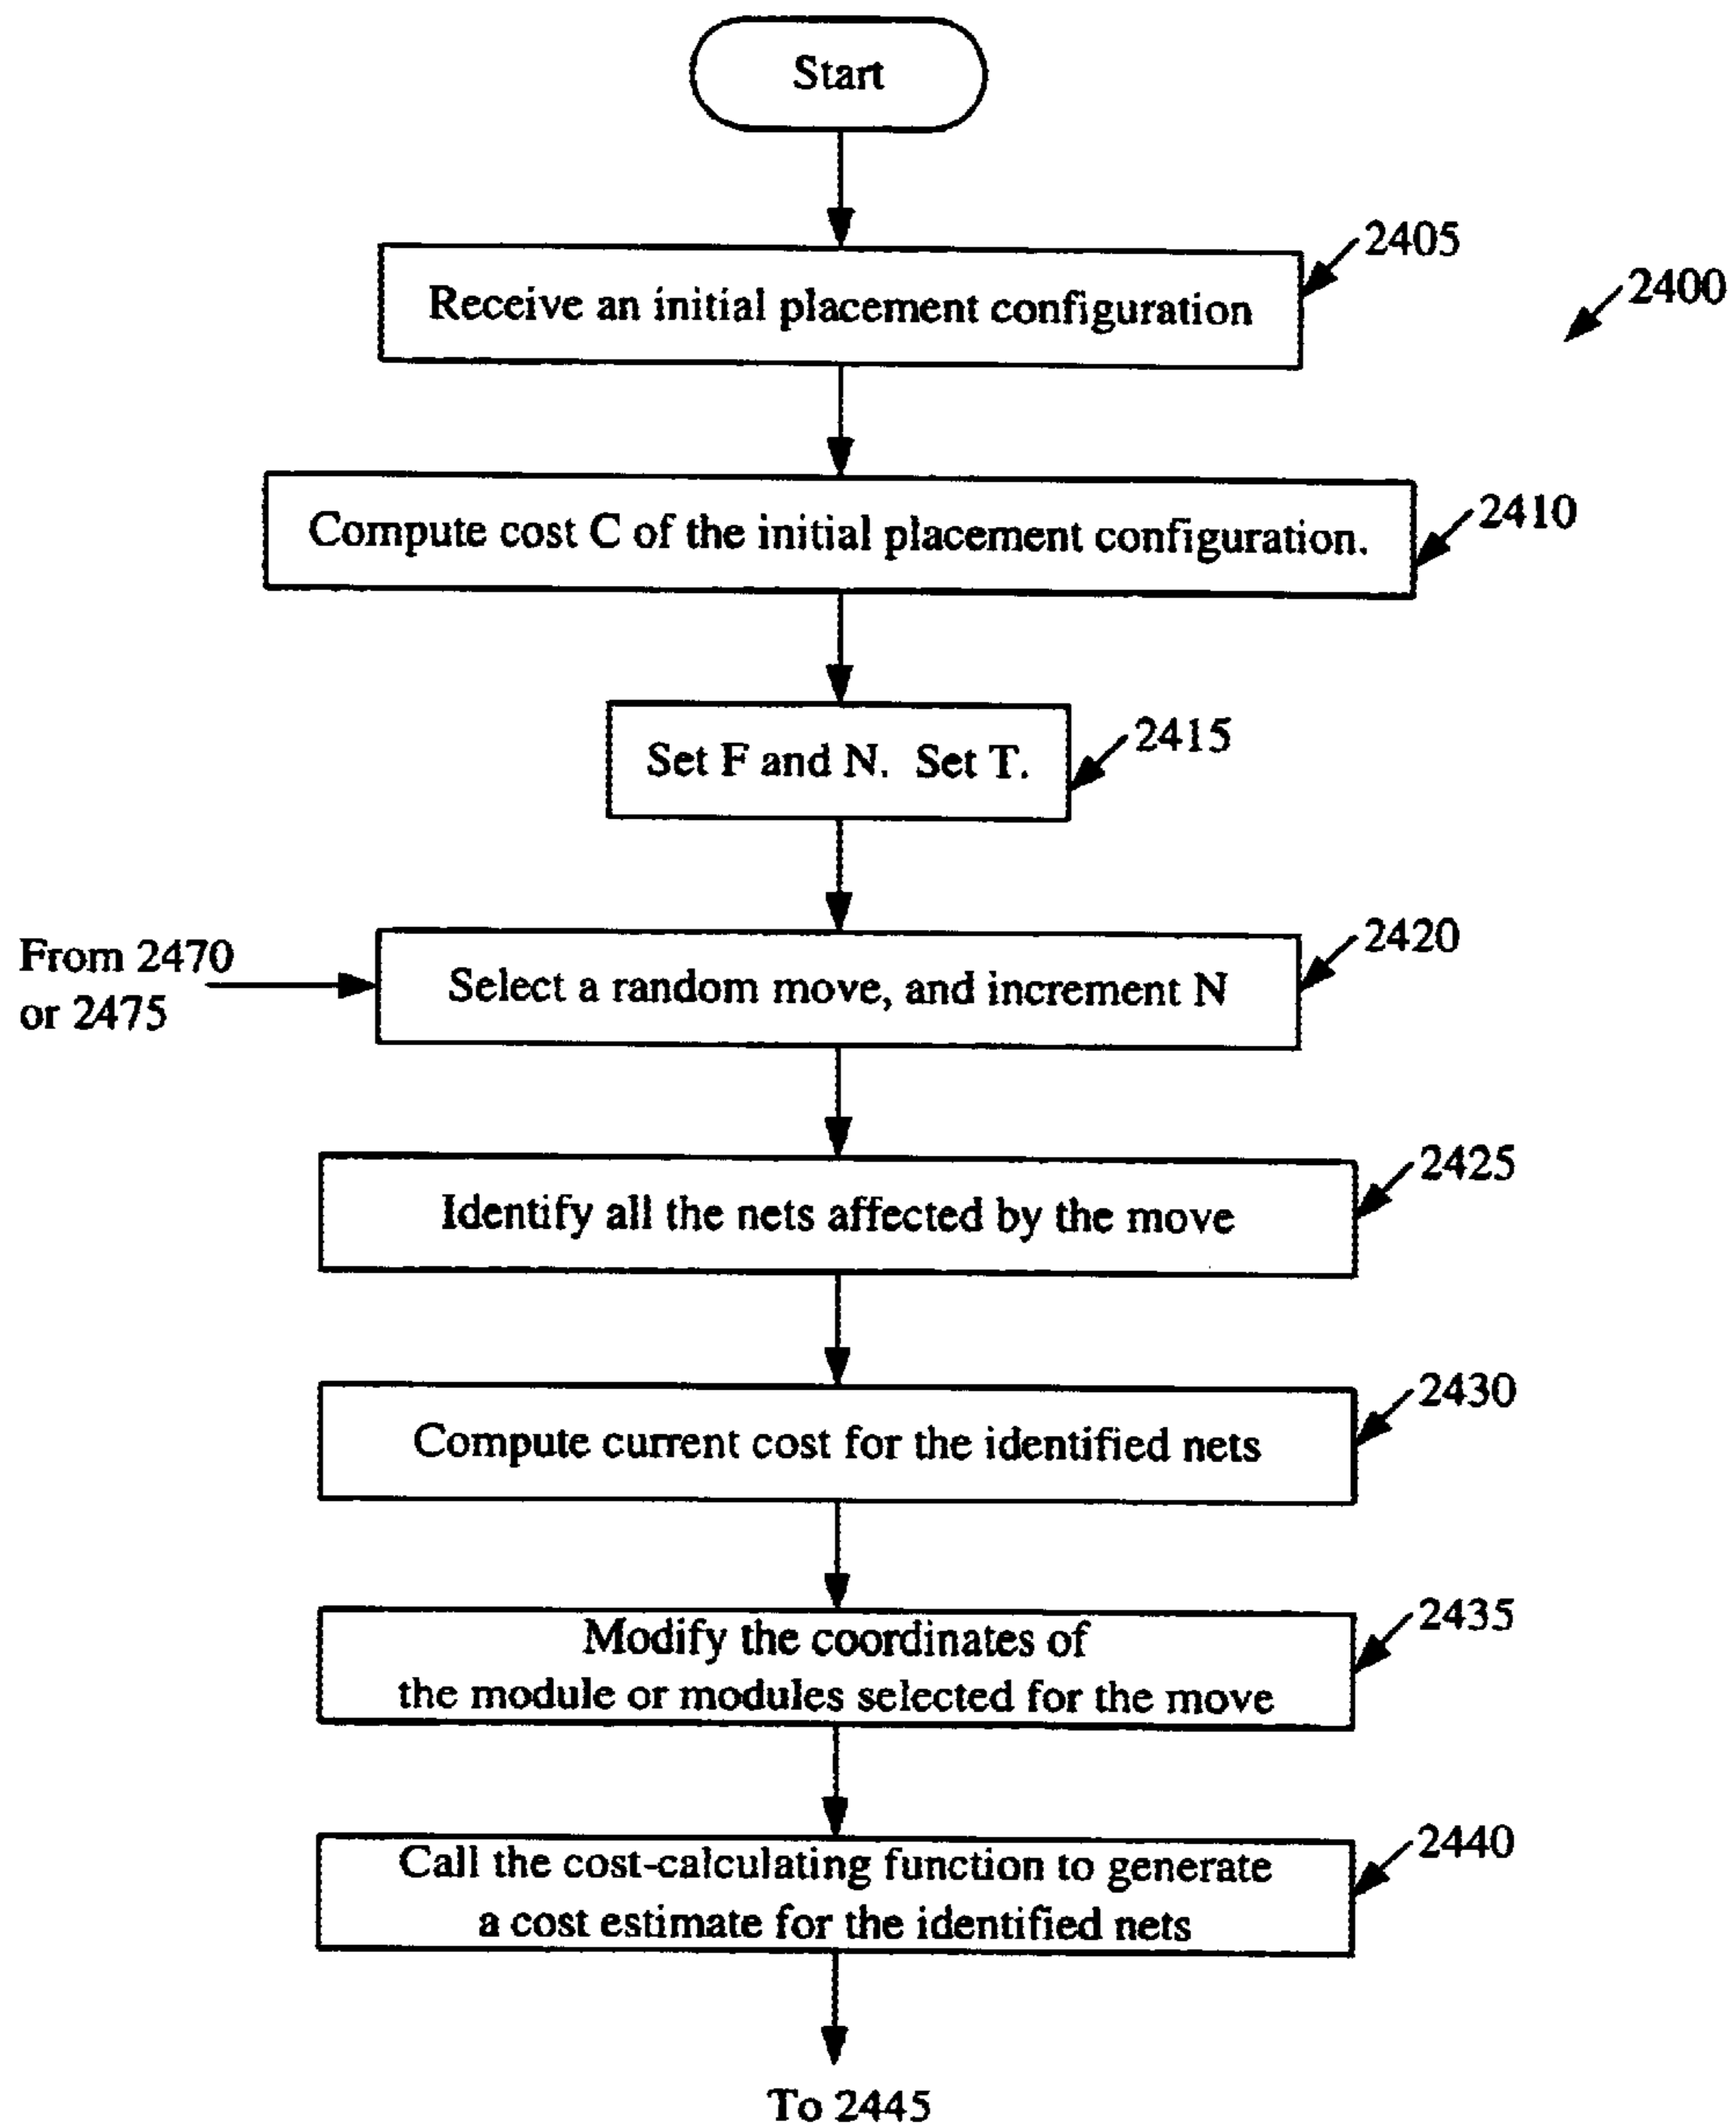 Start
Receive an initial placement configuration
2405
2400
Compute cost C of the initial placement configuration.
2410
Set F and N. Set T.
2415
From 2470
or 2475
Select a random move, and increment N
2420
Identify all the nets affected by the move
2425
Compute current cost for the identified nets
2430
Modify the coordinates of
the module or modules selected for the move
2435
Call the cost-calculating function to generate
a cost estimate for the identified nets
2440
To 2445